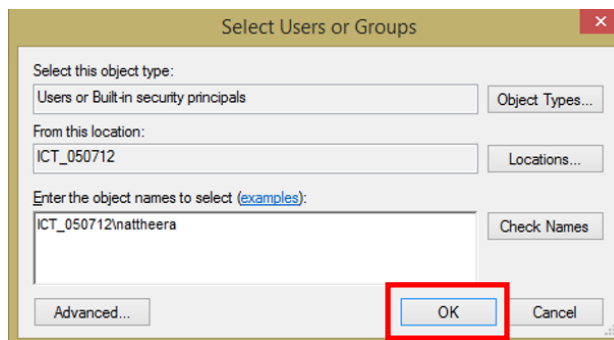 Select Users or Groups
Select this object type:
Users or Built-in security principals
Object Types...
From this location:
ICT_050712
Locations...
Enter the object names to select (examples):
ICT_050712\nattheera
Check Names
Advanced...
OK
Cancel